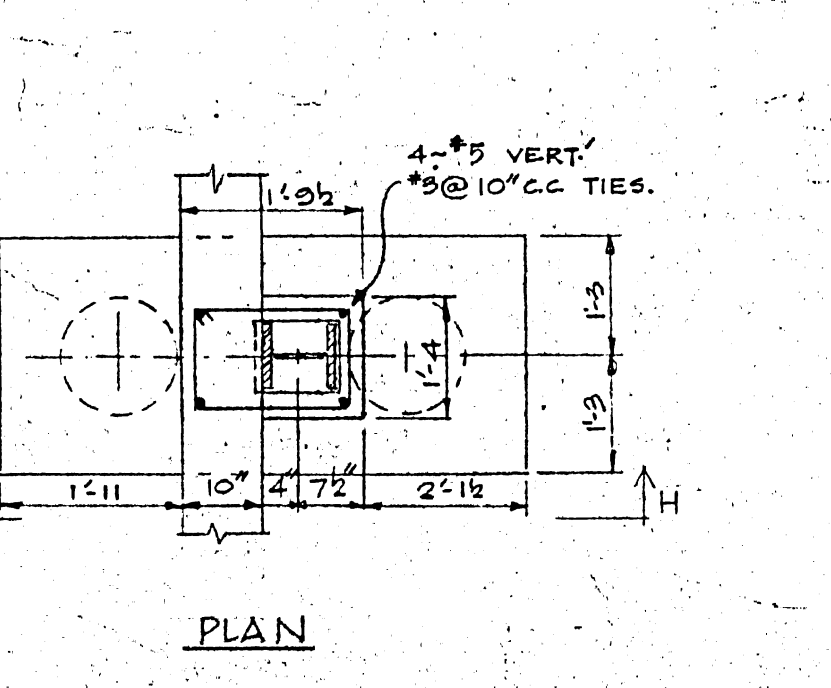 4~#5 VERT.
#3@10"C.C TIES.
1'-9½
1'-3
1'-4
1'-3
1'-11
10"
4"
7½"
2'-1½
H
PLAN